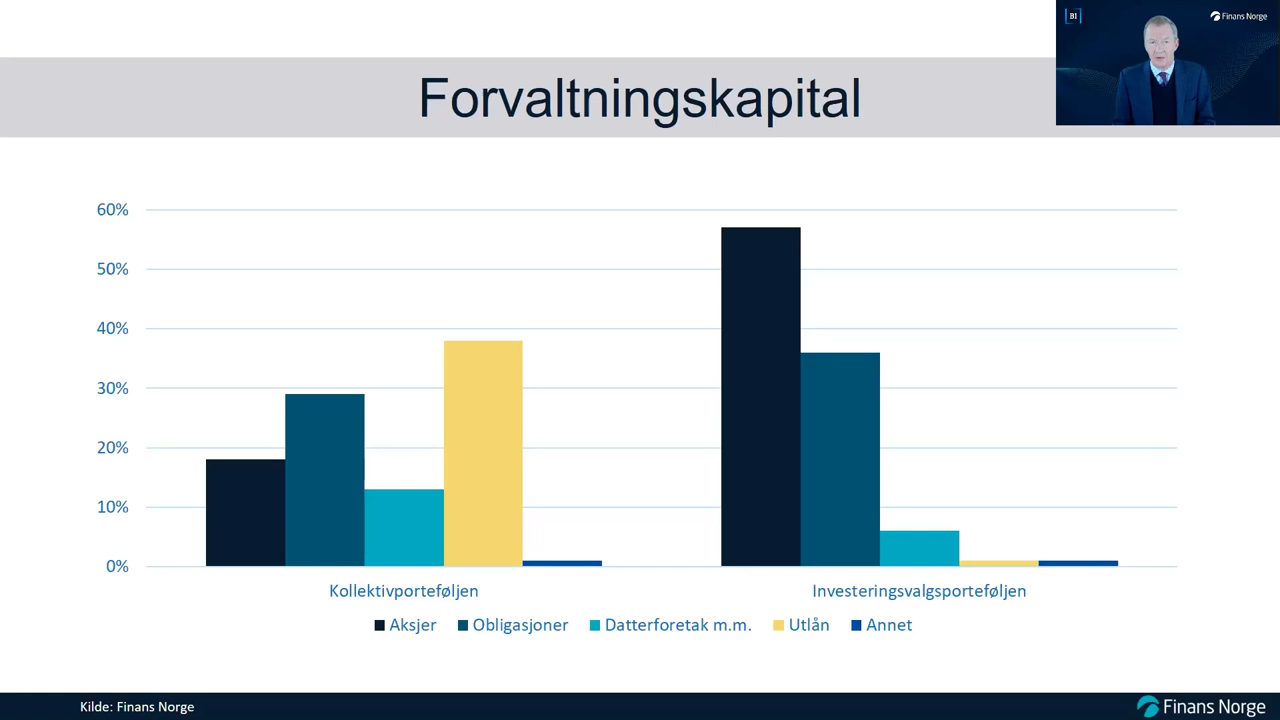 BI
Finans Norge
Forvaltningskapital
60%
50%
40%
30%
20%
10%
0%
Kollektivporteføljen
Investeringsvalgsporteføljen
Aksjer
Obligasjoner
Datterforetak m.m.
Utlån
Annet
Kilde: Finans Norge
Finans Norge